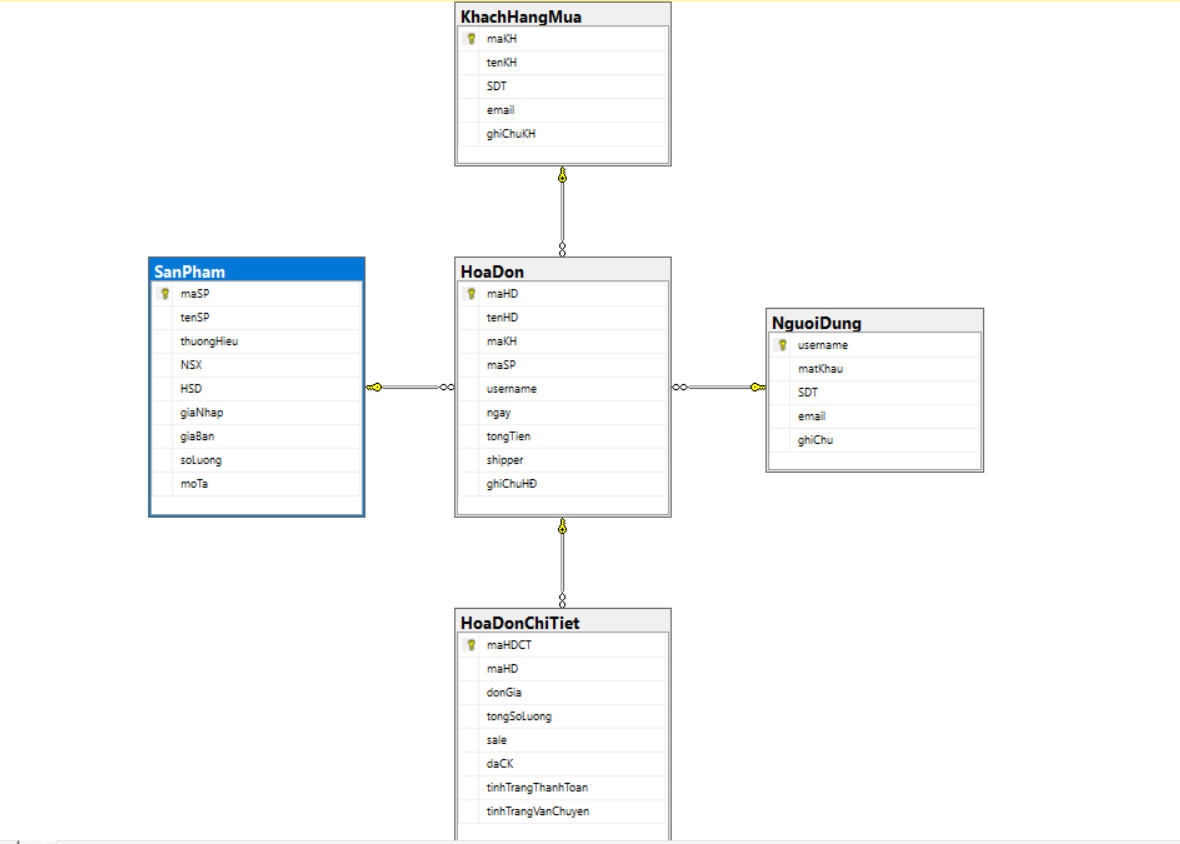 KhachHangMua
maKH
tenKH
SDT
email
ghiChuKH
SanPham
maSP
tenSP
thuongHieu
NSX
HSD
giaNhap
giaBan
soLuong
moTa
HoaDon
maHD
tenHD
maKH
maSP
username
ngay
tongTien
shipper
ghiChuHĐ
NguoiDung
username
matKhau
SDT
email
ghiChu
HoaDonChiTiet
maHDCT
maHD
donGia
tongSoLuong
sale
daCK
tinhTrangThanhToan
tinhTrangVanChuyen